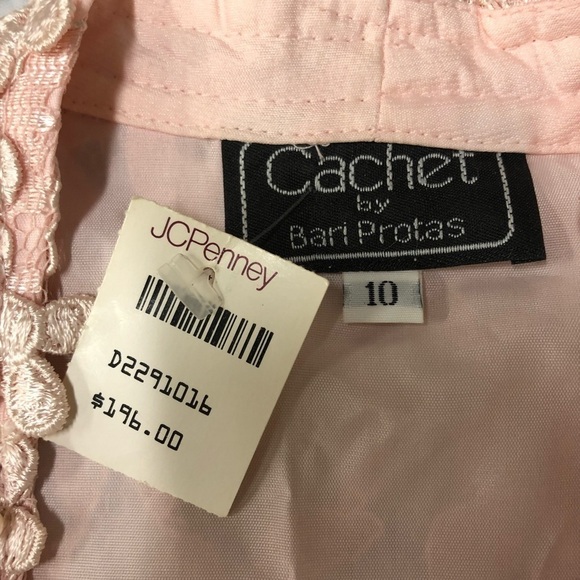 Cachet
by
Bari Protas
10
JCPenney
D2291016
$196.00